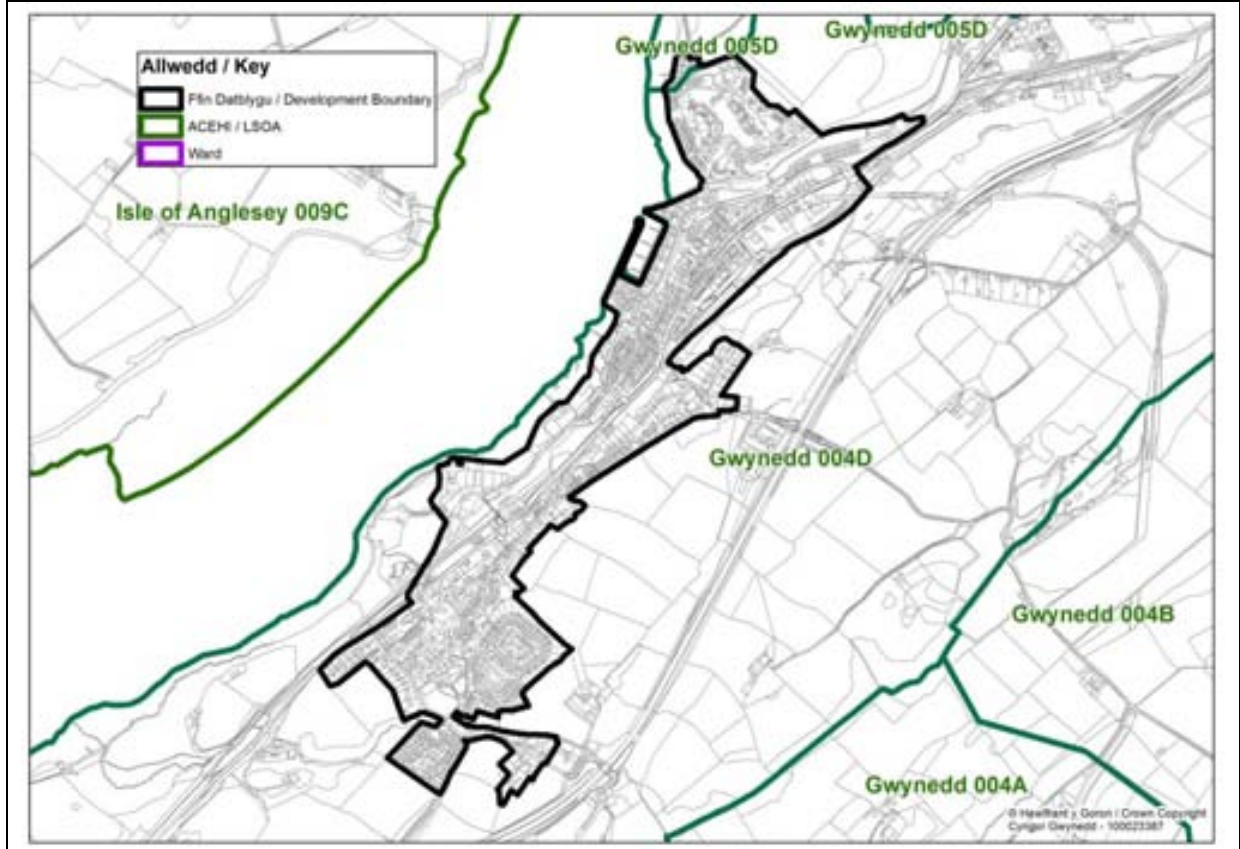 Gwynedd 005D
Gwynedd 005D
Allwedd / Key
Ffin Datblygu / Development Boundary
ACEHI / LSOA
Ward
Isle of Anglesey 009C
Gwynedd 004D
Gwynedd 004B
Gwynedd 004A
© Hawlfraint y Goron / Crown Copyright
Cyngor Gwynedd - 100023387